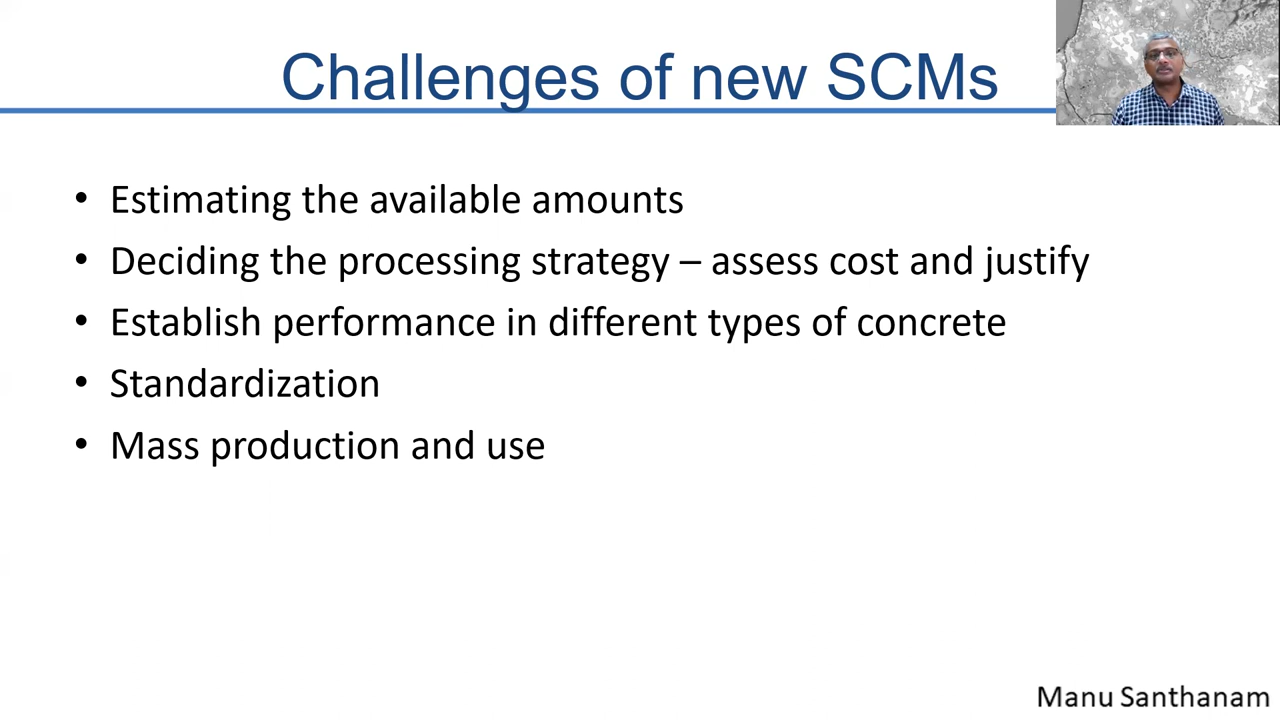 Challenges of new SCMs
• Estimating the available amounts
• Deciding the processing strategy – assess cost and justify
• Establish performance in different types of concrete
• Standardization
• Mass production and use
Manu Santhanam